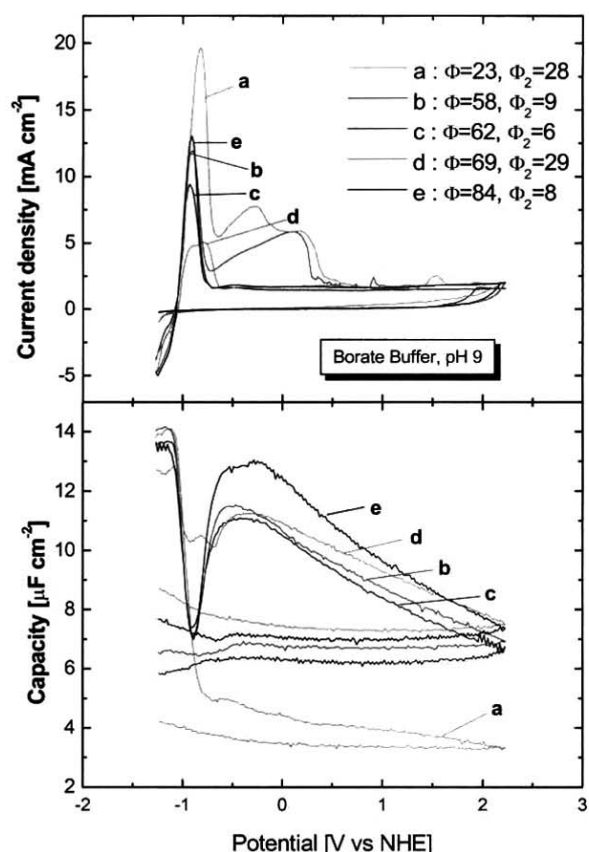 20
15
10
5
0
-5
Current density [mA cm-2]
a
e
b
c
d
a : Φ=23, Φ2=28
b : Φ=58, Φ2=9
c : Φ=62, Φ2=6
d : Φ=69, Φ2=29
e : Φ=84, Φ2=8
Borate Buffer, pH 9
14
12
10
8
6
4
2
Capacity [µF cm-2]
e
d
b
c
a
-2
-1
0
1
2
3
Potential [V vs NHE]